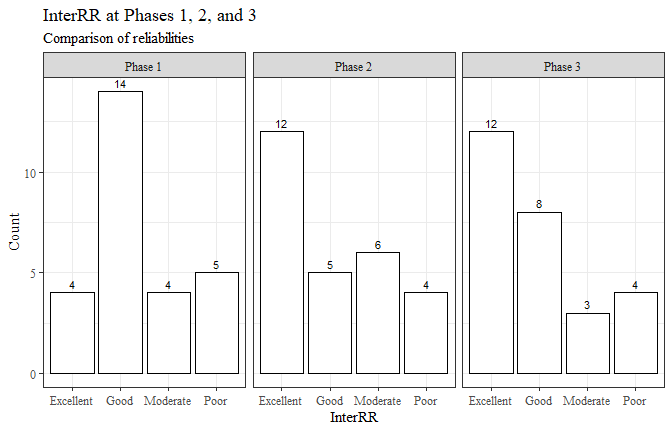 InterRR at Phases 1, 2, and 3
Comparison of reliabilities
Phase 1
Phase 2
Phase 3
14
4
4
5
12
5
6
4
12
8
3
4
Count
10
5
0
Excellent Good Moderate Poor
Excellent Good Moderate Poor
Excellent Good Moderate Poor
InterRR